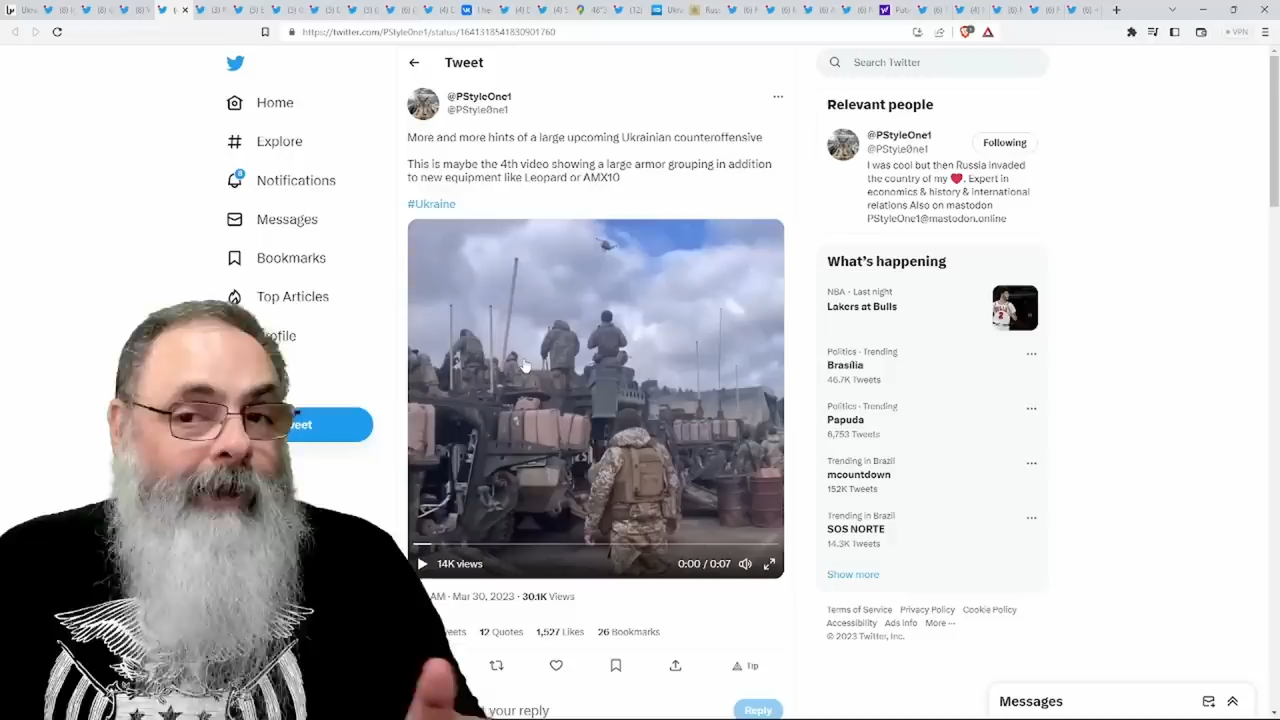 https://twitter.com/PStyle0ne1/status/1641318541830901760
VPN
Tweet
Search Twitter
Home
Explore
8
Notifications
Messages
Bookmarks
Top Articles
ofile
eet
@PStyleOne1
@PStyle0ne1
More and more hints of a large upcoming Ukrainian counteroffensive
This is maybe the 4th video showing a large armor grouping in addition
to new equipment like Leopard or AMX10
#Ukraine
14K views
0:00 / 0:07
AM · Mar 30, 2023 · 30.1K Views
eets 12 Quotes 1,527 Likes 26 Bookmarks
Tip
your reply
Reply
Relevant people
@PStyleOne1
@PStyle0ne1
Following
I was cool but then Russia invaded
the country of my ❤️. Expert in
economics & history & international
relations Also on mastodon
PStyleOne1@mastodon.online
What's happening
NBA · Last night
Lakers at Bulls
Politics · Trending
Brasília
46.7K Tweets
Politics · Trending
Papuda
6,753 Tweets
Trending in Brazil
mcountdown
152K Tweets
Trending in Brazil
SOS NORTE
14.3K Tweets
Show more
Terms of Service Privacy Policy Cookie Policy
Accessibility Ads info More ···
© 2023 Twitter, Inc.
Messages